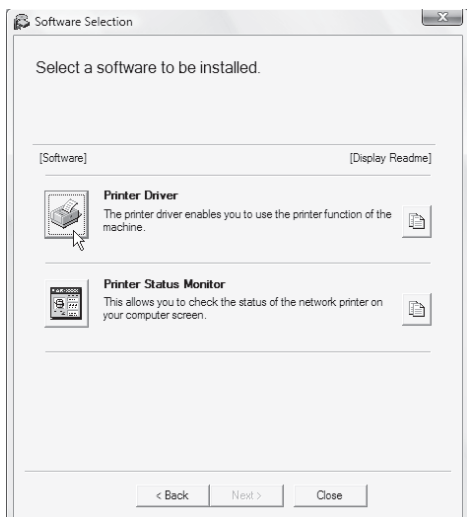 Software Selection
Select a software to be installed.
[Software] [Display Readme]
Printer Driver
The printer driver enables you to use the printer function of the
machine.
Printer Status Monitor
This allows you to check the status of the network printer on
your computer screen.
< Back Next > Close